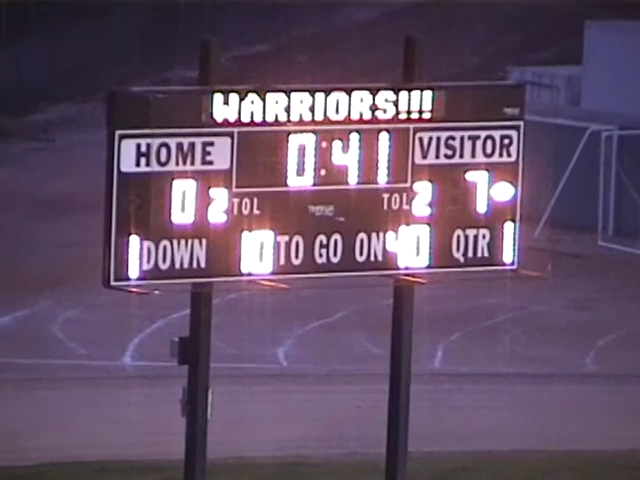 WARRIORS!!!
HOME 0:41 VISITOR
0 2 TOL TOL 2 7
1 DOWN 10 TO GO ON 40 QTR 1